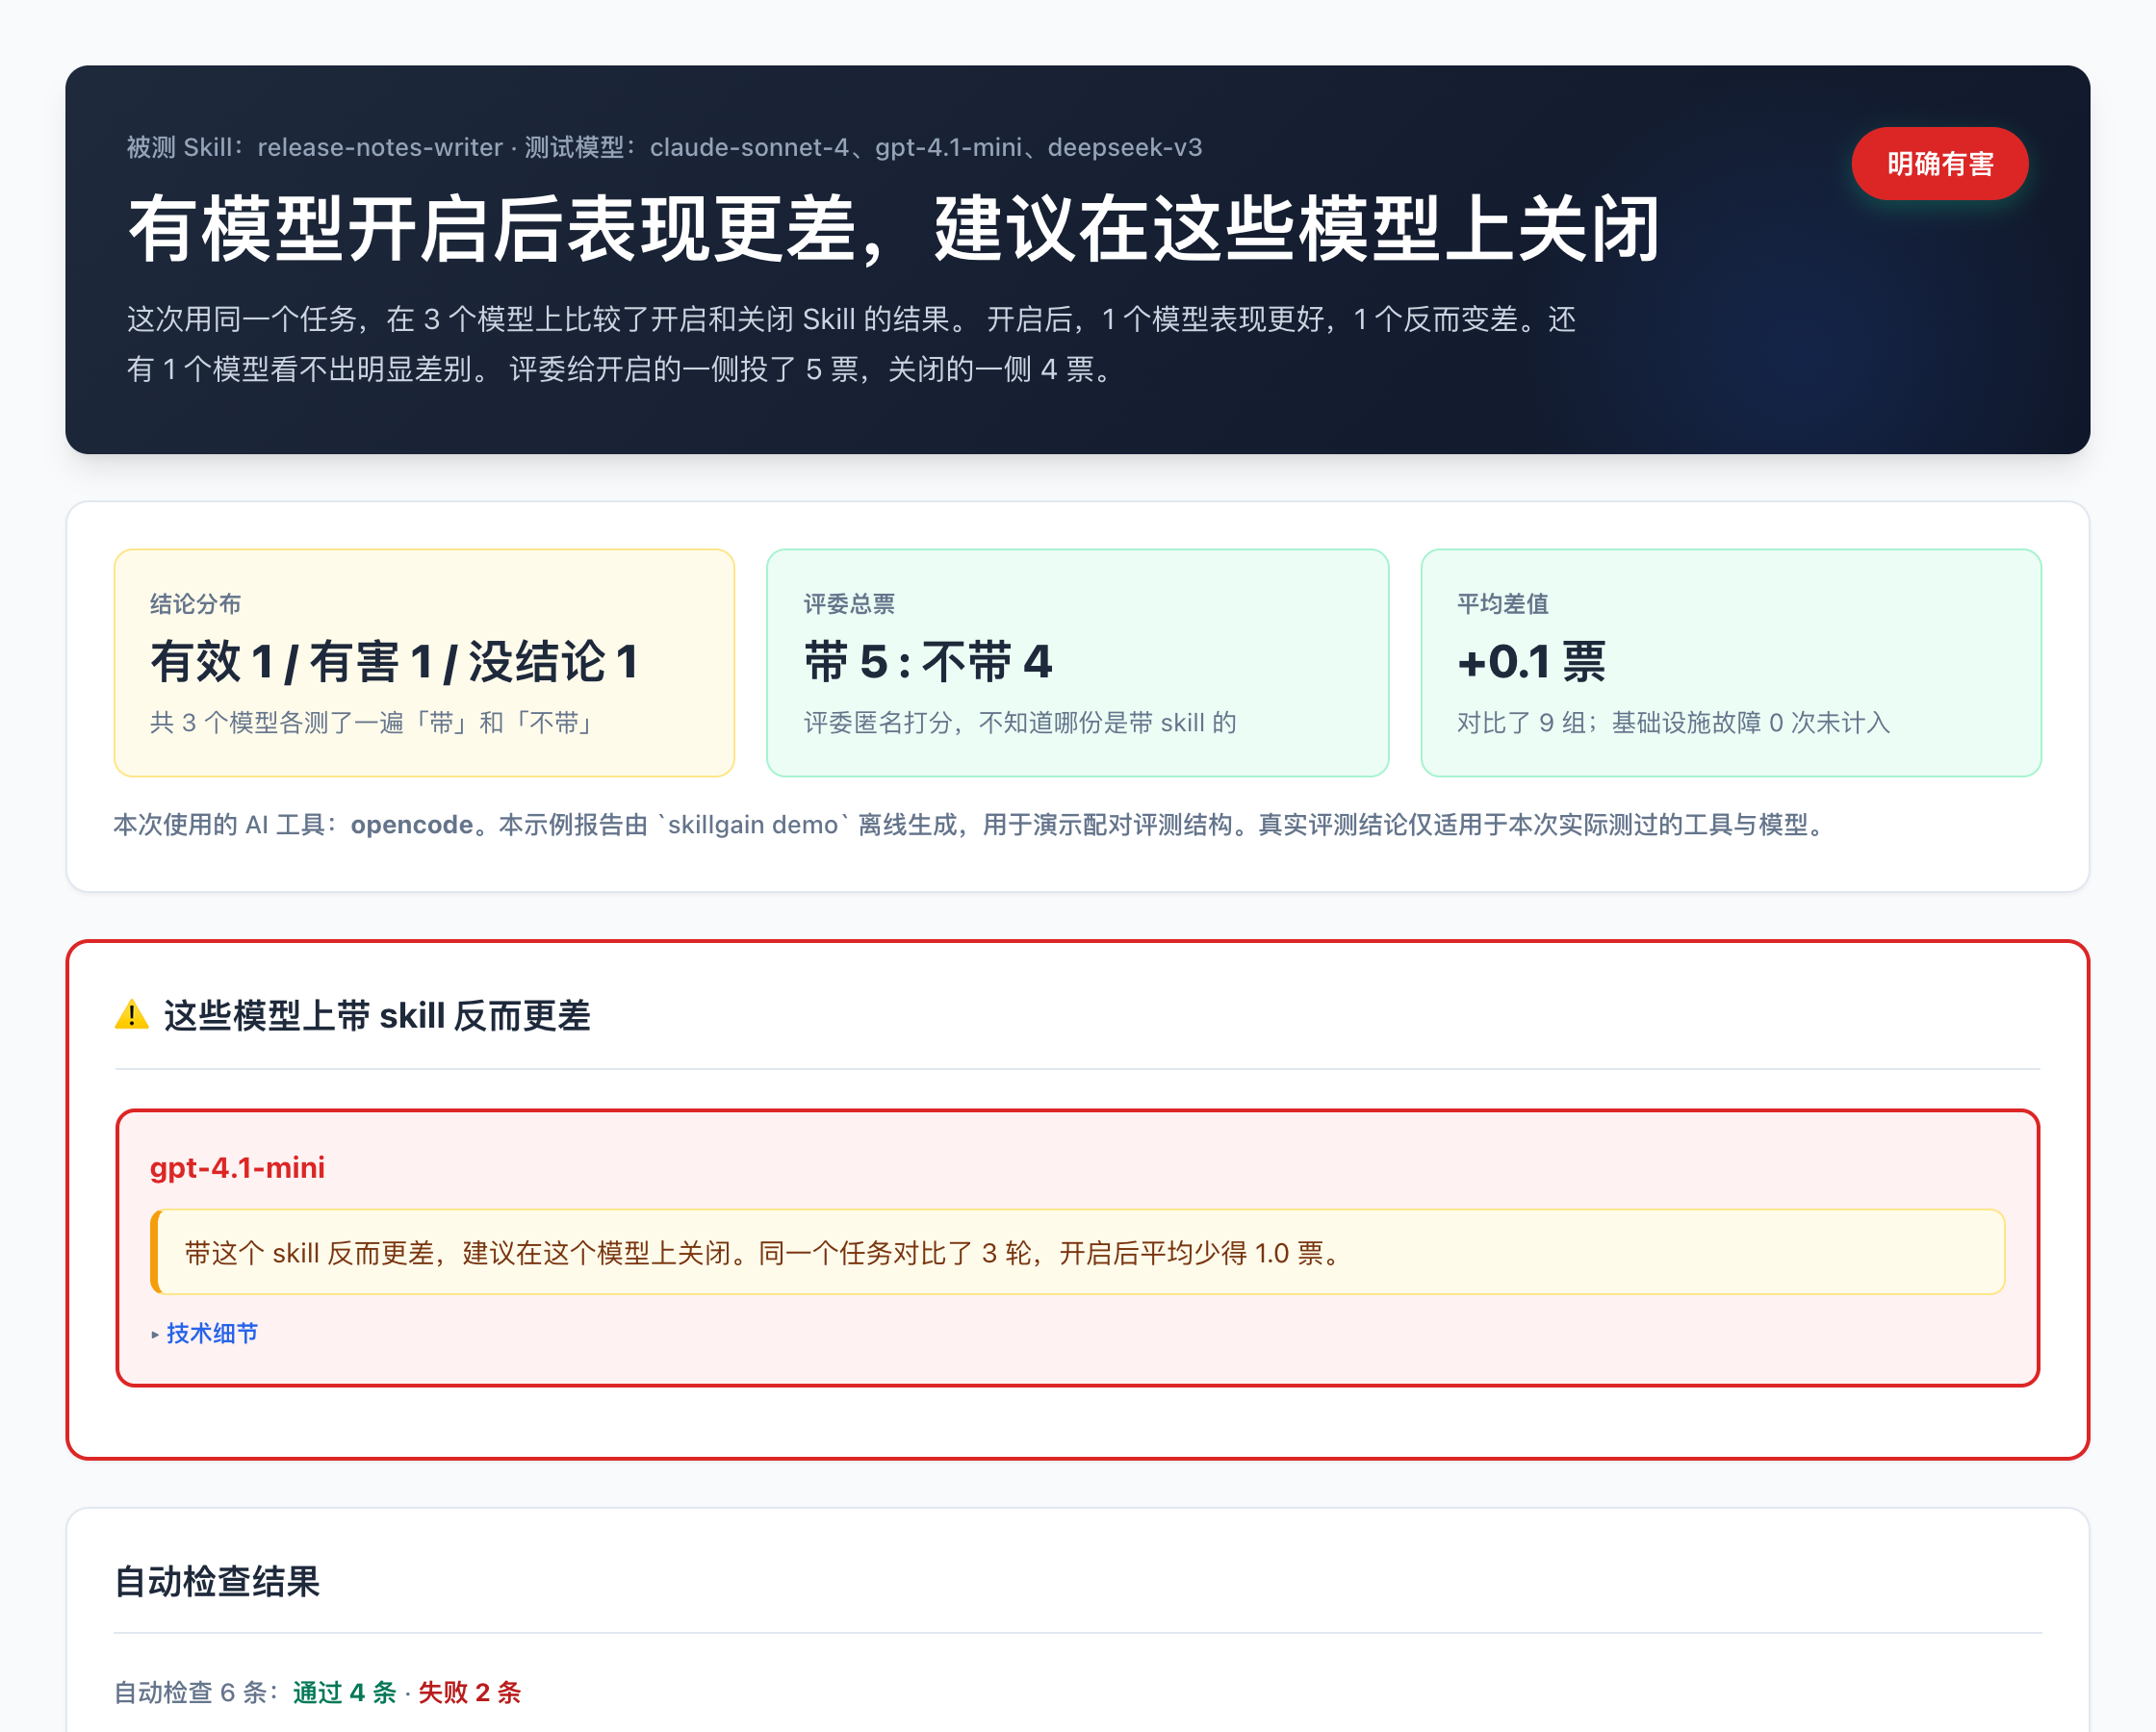 被测 Skill：release-notes-writer · 测试模型：claude-sonnet-4、gpt-4.1-mini、deepseek-v3
明确有害
有模型开启后表现更差，建议在这些模型上关闭
这次用同一个任务，在 3 个模型上比较了开启和关闭 Skill 的结果。 开启后，1 个模型表现更好，1 个反而变差。还
有 1 个模型看不出明显差别。 评委给开启的一侧投了 5 票，关闭的一侧 4 票。
结论分布
有效 1 / 有害 1 / 没结论 1
共 3 个模型各测了一遍「带」和「不带」
评委总票
带 5 : 不带 4
评委匿名打分，不知道哪份是带 skill 的
平均差值
+0.1 票
对比了 9 组；基础设施故障 0 次未计入
本次使用的 AI 工具：opencode。本示例报告由 `skillgain demo` 离线生成，用于演示配对评测结构。真实评测结论仅适用于本次实际测过的工具与模型。
⚠️ 这些模型上带 skill 反而更差
gpt-4.1-mini
带这个 skill 反而更差，建议在这个模型上关闭。同一个任务对比了 3 轮，开启后平均少得 1.0 票。
▸ 技术细节
自动检查结果
自动检查 6 条：通过 4 条 · 失败 2 条